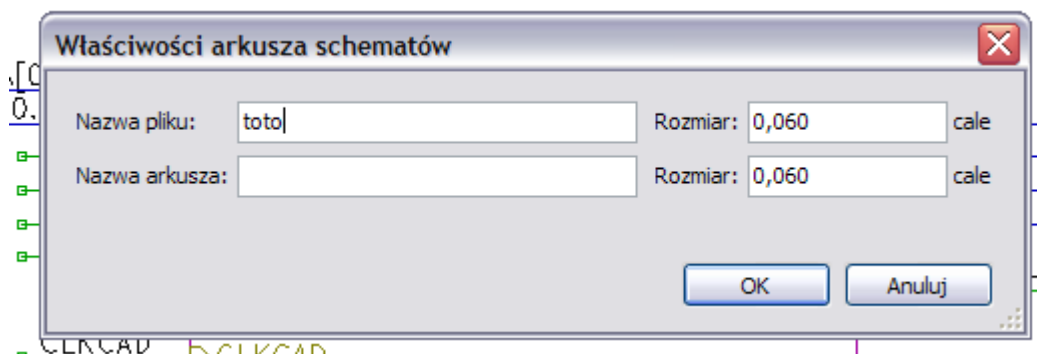 Właściwości arkusza schematów
Nazwa pliku: toto Rozmiar: 0,060 cale
Nazwa arkusza: Rozmiar: 0,060 cale
OK Anuluj